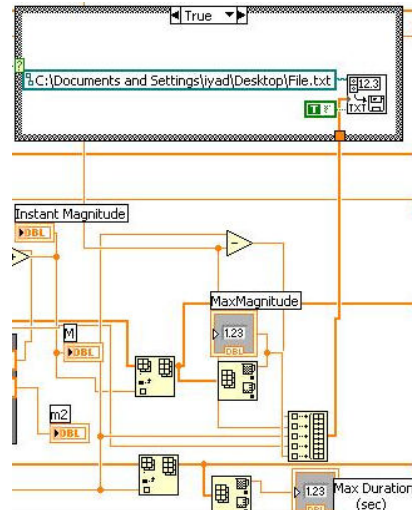 True
?
C:\Documents and Settings\iyad\Desktop\File.txt
12.3
TXT
T F
Instant Magnitude
DBL
+
-
MaxMagnitude
1.23
DBL
M
DBL
m2
DBL
1.23
DBL
Max Duration
(sec)